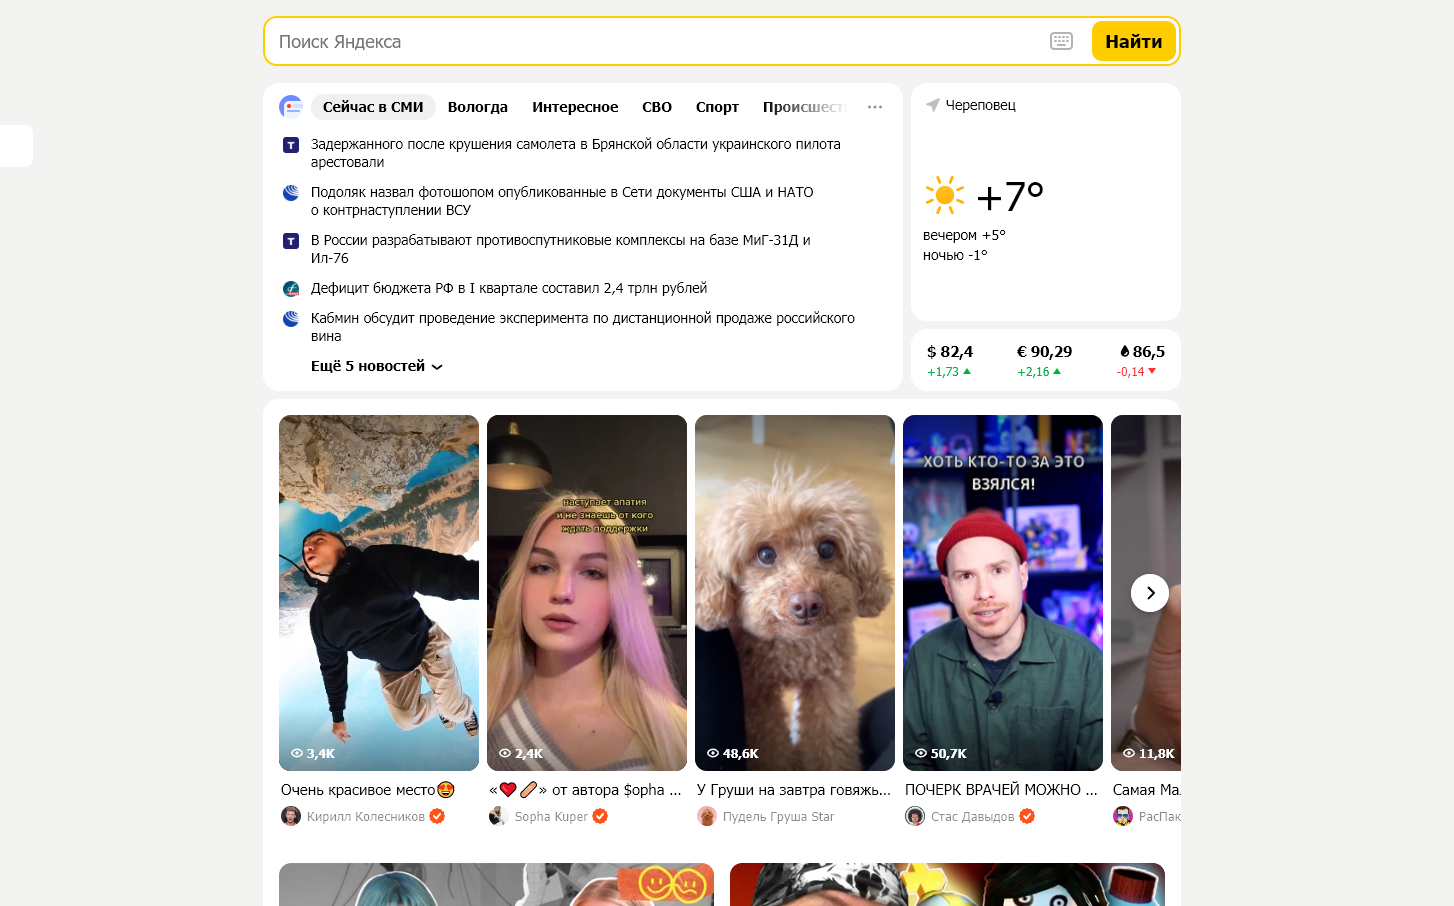 Поиск Яндекса
Найти
Сейчас в СМИ
Вологда
Интересное
СВО
Спорт
Происшест
Задержанного после крушения самолета в Брянской области украинского пилота
арестовали
Подоляк назвал фотошопом опубликованные в Сети документы США и НАТО
о контрнаступлении ВСУ
В России разрабатывают противоспутниковые комплексы на базе МиГ-31Д и
Ил-76
Дефицит бюджета РФ в I квартале составил 2,4 трлн рублей
Кабмин обсудит проведение эксперимента по дистанционной продаже российского
вина
Ещё 5 новостей
Череповец
+7°
вечером +5°
ночью -1°
$ 82,4
+1,73
€ 90,29
+2,16
86,5
-0,14
наступает апатия
и не знаешь от кого
ждать поддержки
ХОТЬ КТО-ТО ЗА ЭТО
ВЗЯЛСЯ!
3,4K
2,4K
48,6K
50,7K
11,8K
Очень красивое место😍
«❤️🩹» от автора $opha ...
У Груши на завтра говяжь...
ПОЧЕРК ВРАЧЕЙ МОЖНО ...
Самая Ма
Кирилл Колесников
Sopha Kuper
Пудель Груша Star
Стас Давыдов
РасПак